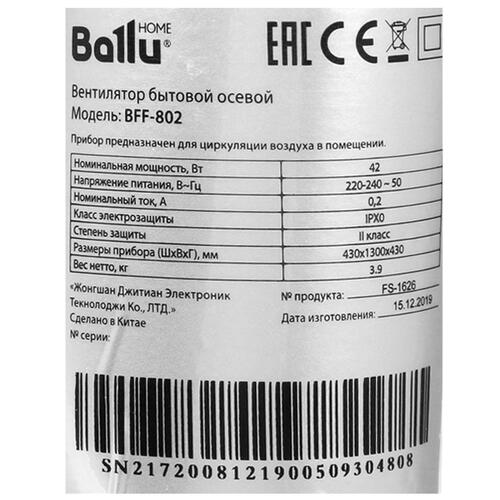 HOME
Ballu®
EAC CE
Вентилятор бытовой осевой
Модель: BFF-802
Прибор предназначен для циркуляции воздуха в помещении.
Номинальная мощность, Вт 42
Напряжение питания, В~Гц 220-240 ~ 50
Номинальный ток, А 0,2
Класс электрозащиты IPX0
Степень защиты II класс
Размеры прибора (ШхВхГ), мм 430х1300х430
Вес нетто, кг 3.9
«Жонгшан Джитиан Электроник № продукта: FS-1626
Текнолоджи Ко., ЛТД.» Дата изготовления: 15.12.2019
Сделано в Китае
№ серии:
SN2172008121900509304808